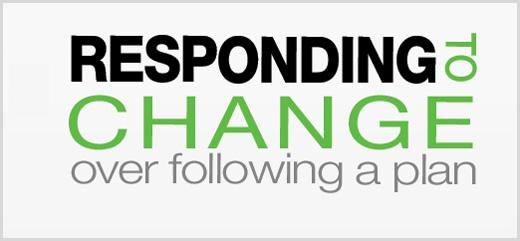 RESPONDING TO
CHANGE
over following a plan